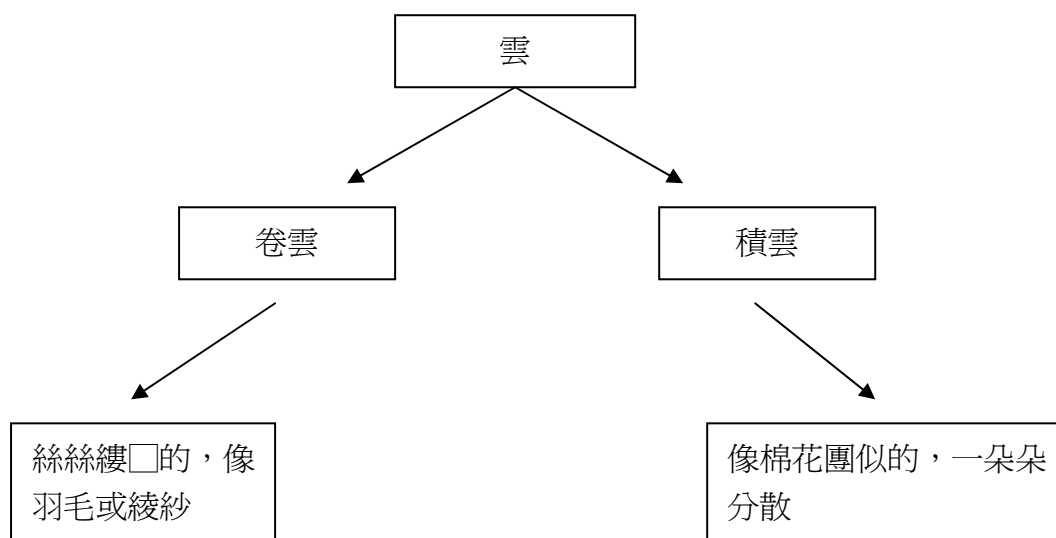 雲
卷雲
積雲
絲絲縷□的，像
羽毛或綾紗
像棉花團似的，一朵朵
分散